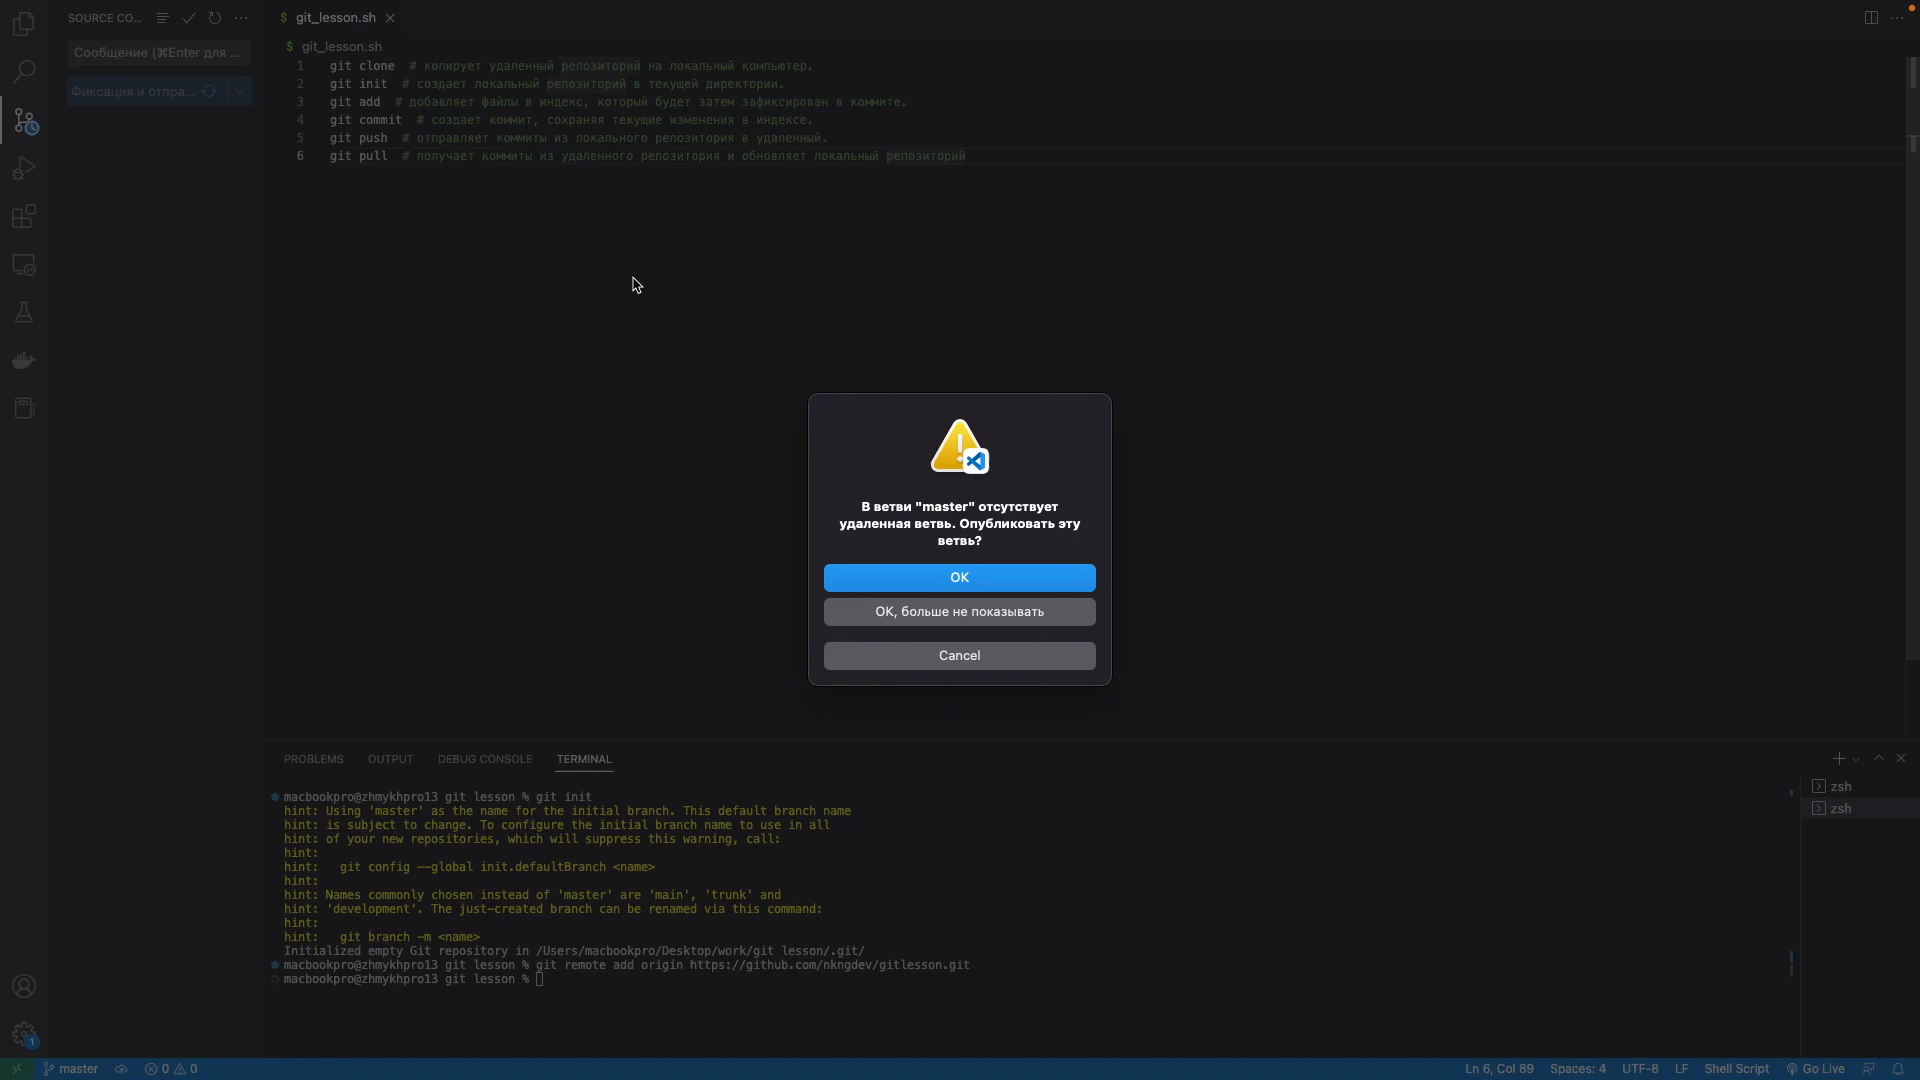 SOURCE CO...
Сообщение (⌘Enter для ...
Фиксация и отпра...
$ git_lesson.sh
$ git_lesson.sh
1 git clone # копирует удаленный репозиторий на локальный компьютер.
2 git init # создает локальный репозиторий в текущей директории.
3 git add # добавляет файлы в индекс, который будет затем зафиксирован в коммите.
4 git commit # создает коммит, сохраняя текущие изменения в индексе.
5 git push # отправляет коммиты из локального репозитория в удаленный.
6 git pull # получает коммиты из удаленного репозитория и обновляет локальный репозиторий
В ветви "master" отсутствует
удаленная ветвь. Опубликовать эту
ветвь?
OK
OK, больше не показывать
Cancel
PROBLEMS OUTPUT DEBUG CONSOLE TERMINAL
macbookpro@zhmykhpro13 git lesson % git init
hint: Using 'master' as the name for the initial branch. This default branch name
hint: is subject to change. To configure the initial branch name to use in all
hint: of your new repositories, which will suppress this warning, call:
hint:
hint: git config --global init.defaultBranch <name>
hint:
hint: Names commonly chosen instead of 'master' are 'main', 'trunk' and
hint: 'development'. The just-created branch can be renamed via this command:
hint:
hint: git branch -m <name>
Initialized empty Git repository in /Users/macbookpro/Desktop/work/git lesson/.git/
macbookpro@zhmykhpro13 git lesson % git remote add origin https://github.com/nkngdev/gitlesson.git
macbookpro@zhmykhpro13 git lesson %
zsh
zsh
1
master 0 0
Ln 6, Col 89 Spaces: 4 UTF-8 LF Shell Script Go Live